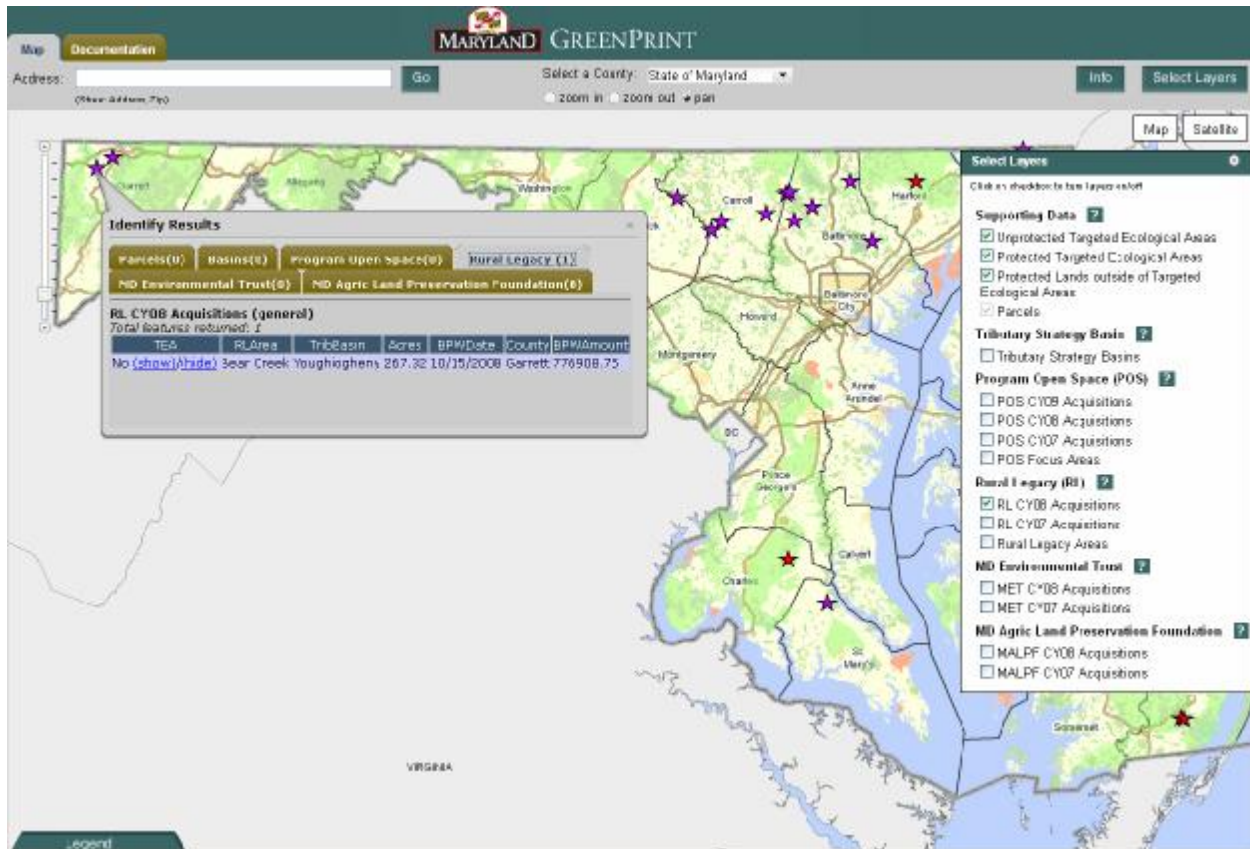 MARYLAND GREENPRINT
Map Documentation
Address: Go
(Show Address, Zip)
Select a County: State of Maryland
zoom in zoom out pan
Info Select Layers
Map Satellite
Garrett
Allegany
Washington
Carroll
Harford
Baltimore
Baltimore City
Howard
Montgomery
Anne Arundel
DC
Prince George's
Calvert
Charles
St. Mary's
Somerset
VIRGINIA
Identify Results
Parcels(0) Basins(0) Program Open Space(0) Rural Legacy (1)
MD Environmental Trust(0) MD Agric Land Preservation Foundation(0)
RL CY08 Acquisitions (general)
Total features returned: 1
TEA RLArea TribBasin Acres BPWDate County BPWAmount
No (show)/(hide) Bear Creek Youghiogheny 267.32 10/15/2008 Garrett 776908.75
Select Layers
Click on checkbox to turn layers on/off
Supporting Data ?
Unprotected Targeted Ecological Areas
Protected Targeted Ecological Areas
Protected Lands outside of Targeted
Ecological Areas
Parcels
Tributary Strategy Basin ?
Tributary Strategy Basins
Program Open Space (POS) ?
POS CY09 Acquisitions
POS CY08 Acquisitions
POS CY07 Acquisitions
POS Focus Areas
Rural Legacy (RL) ?
RL CY08 Acquisitions
RL CY07 Acquisitions
Rural Legacy Areas
MD Environmental Trust ?
MET CY08 Acquisitions
MET CY07 Acquisitions
MD Agric Land Preservation Foundation ?
MALPF CY08 Acquisitions
MALPF CY07 Acquisitions
Legend